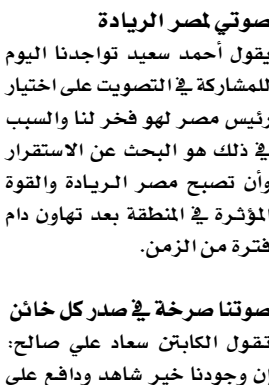 صوتي لمصر الريادة
يقول أحمد سعيد تواجدنا اليوم
للمشاركة في التصويت على اختيار
رئيس مصر لهو فخر لنا والسبب
في ذلك هو البحث عن الاستقرار
وأن تصبح مصر الريادة والقوة
المؤثرة في المنطقة بعد تهاون دام
فترة من الزمن.
صوتنا صرخة في صدر كل خائن
تقول الكابتن سعاد علي صالح:
إن وجودنا خير شاهد ودافع على